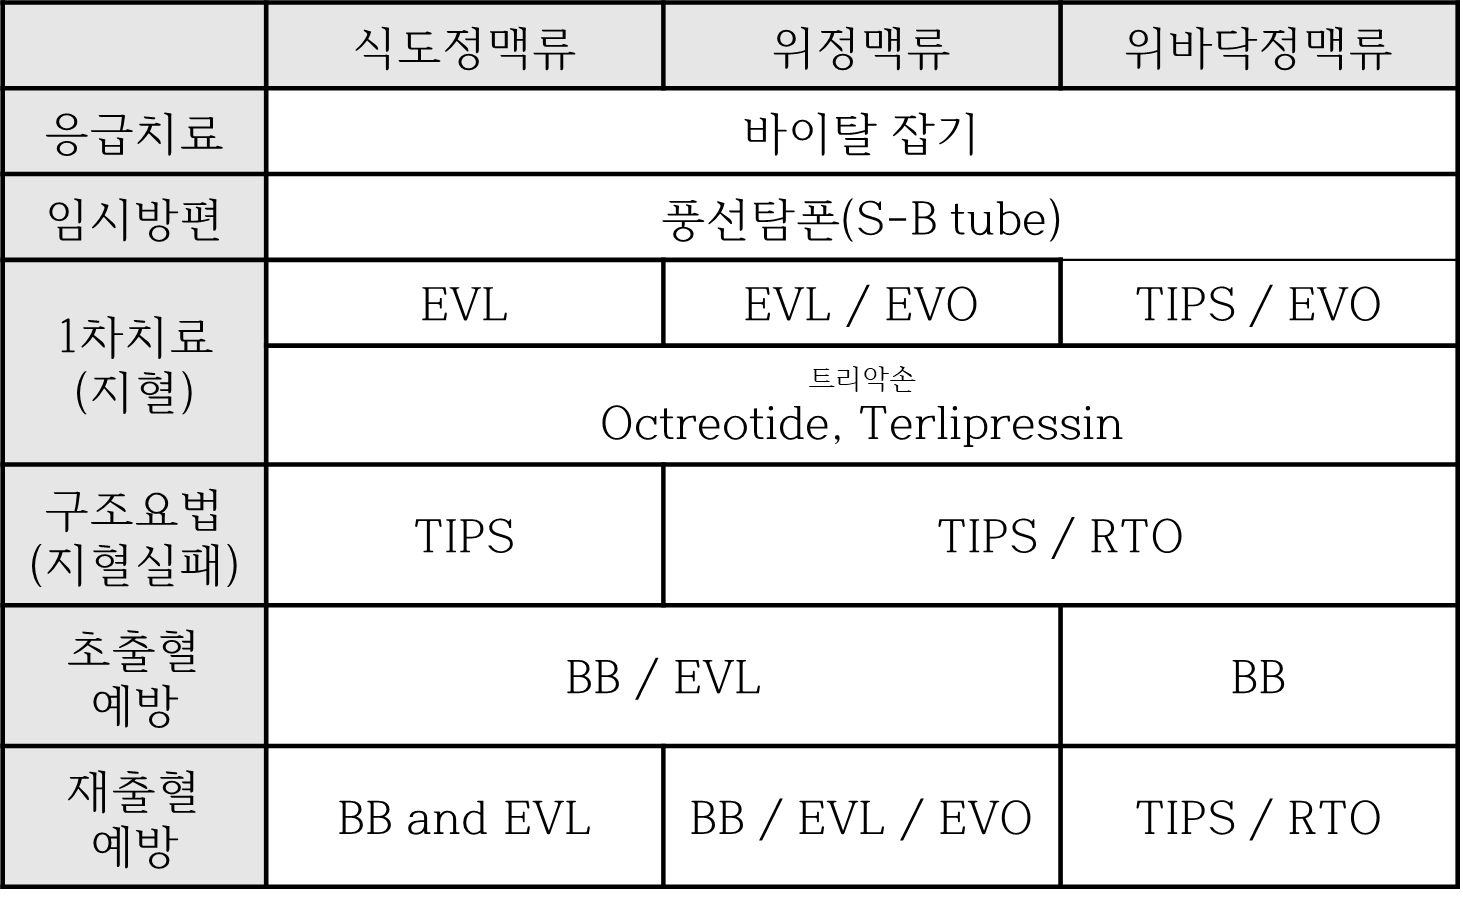 식도정맥류 위정맥류 위바닥정맥류
응급치료 바이탈 잡기
임시방편 풍선탐폰(S-B tube)
1차치료
(지혈)
EVL EVL / EVO TIPS / EVO
트리악손
Octreotide, Terlipressin
구조요법
(지혈실패)
TIPS TIPS / RTO
초출혈
예방
BB / EVL BB
재출혈
예방
BB and EVL BB / EVL / EVO TIPS / RTO